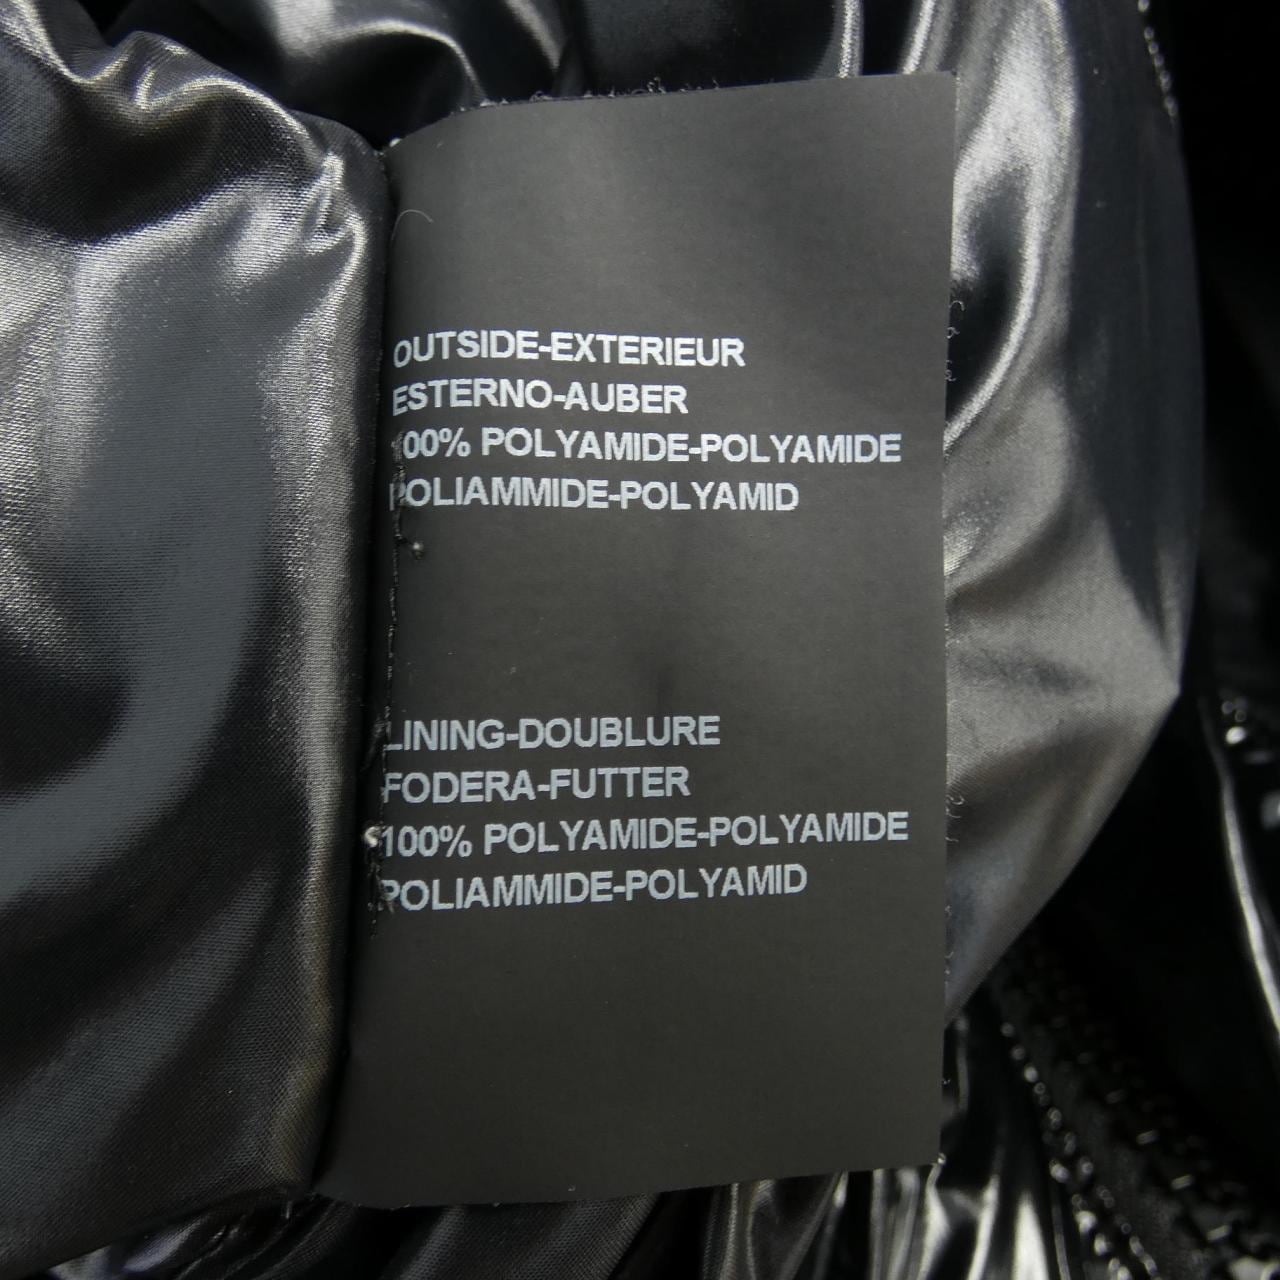 OUTSIDE-EXTERIEUR
ESTERNO-AUBER
100% POLYAMIDE-POLYAMIDE
POLIAMMIDE-POLYAMID
LINING-DOUBLURE
FODERA-FUTTER
100% POLYAMIDE-POLYAMIDE
POLIAMMIDE-POLYAMID